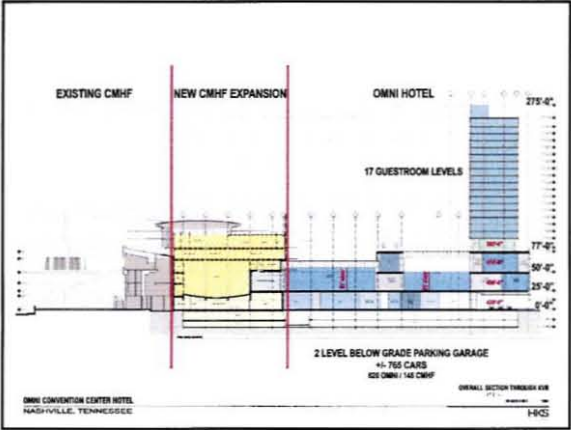 EXISTING CMHF
NEW CMHF EXPANSION
OMNI HOTEL
275'-0"
17 GUESTROOM LEVELS
77'-0"
50'-0"
25'-0"
0'-0"
2 LEVEL BELOW GRADE PARKING GARAGE
+/- 765 CARS
620 OMNI / 145 CMHF
OVERALL SECTION THROUGH KVB
OMNI CONVENTION CENTER HOTEL
NASHVILLE, TENNESSEE
HKS